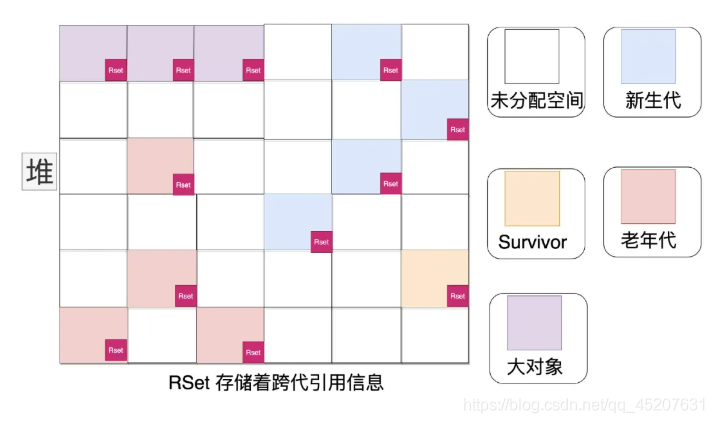 Rset Rset Rset Rset
Rset
Rset Rset
Rset
Rset Rset
Rset Rset
堆
未分配空间 新生代
Survivor 老年代
大对象
RSet 存储着跨代引用信息
https://blog.csdn.net/qq_45207631